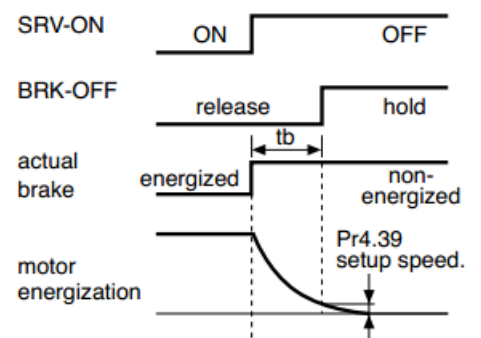 SRV-ON
ON
OFF
BRK-OFF
release
hold
tb
actual
brake
energized
non-
energized
Pr4.39
setup speed.
motor
energization